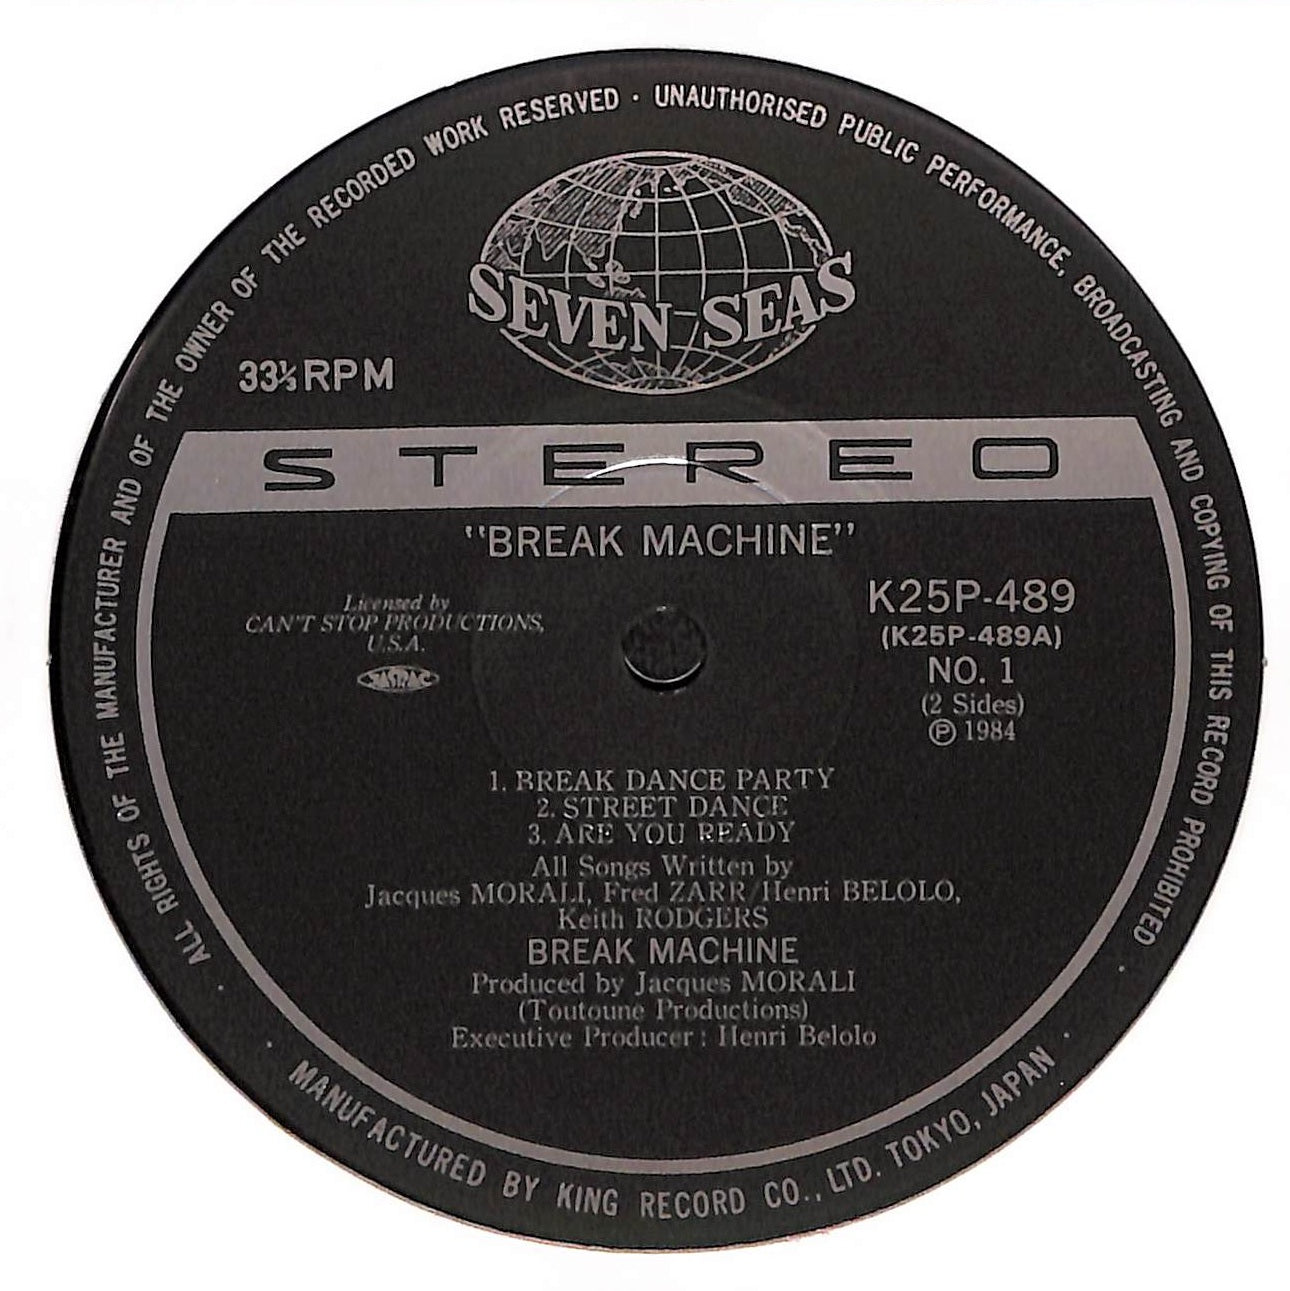 ALL RIGHTS OF THE MANUFACTURER AND OF THE OWNER OF THE RECORDED WORK RESERVED · UNAUTHORISED PUBLIC PERFORMANCE, BROADCASTING AND COPYING OF THIS RECORD PROHIBITED
SEVEN SEAS
33⅓RPM
STEREO
"BREAK MACHINE"
Licensed by
CAN'T STOP PRODUCTIONS,
U.S.A.
JASRAC
K25P-489
(K25P-489A)
NO. 1
(2 Sides)
Ⓟ 1984
1. BREAK DANCE PARTY
2. STREET DANCE
3. ARE YOU READY
All Songs Written by
Jacques MORALI, Fred ZARR/Henri BELOLO,
Keith RODGERS
BREAK MACHINE
Produced by Jacques MORALI
(Toutoune Productions)
Executive Producer : Henri Belolo
MANUFACTURED BY KING RECORD CO., LTD. TOKYO, JAPAN